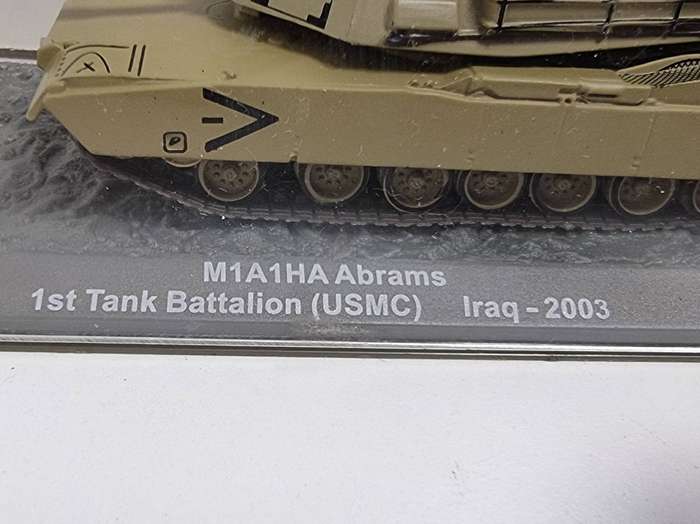 M1A1HA Abrams
1st Tank Battalion (USMC) Iraq - 2003